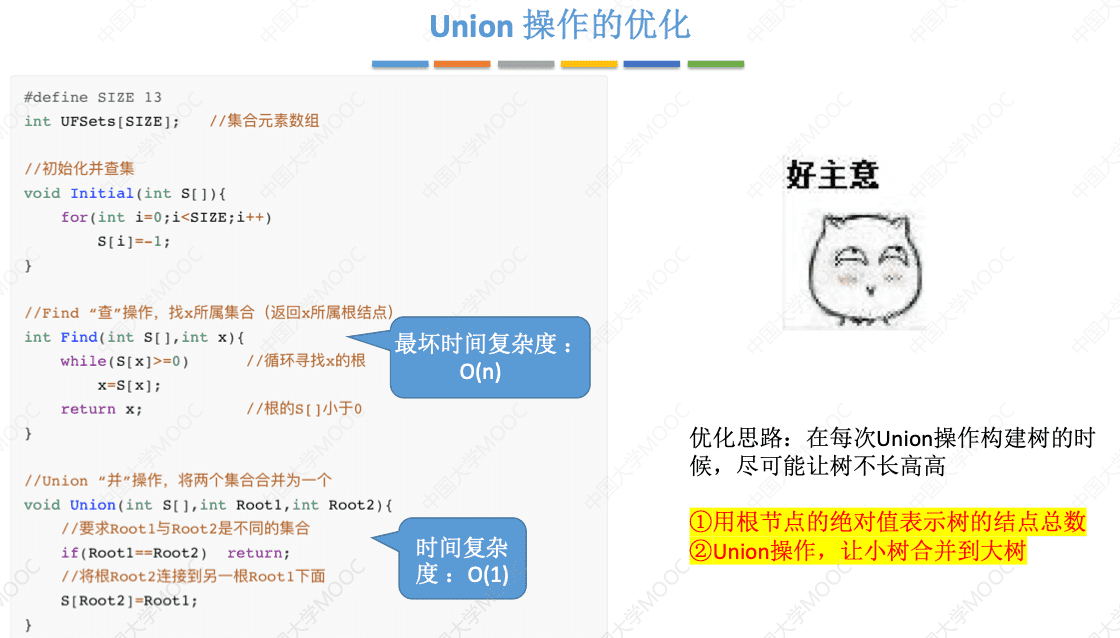 Union 操作的优化
#define SIZE 13
int UFSets[SIZE];   //集合元素数组
//初始化并查集
void Initial(int S[]){
    for(int i=0;i<SIZE;i++)
        S[i]=-1;
}
//Find “查”操作，找x所属集合（返回x所属根结点）
int Find(int S[],int x){
    while(S[x]>=0)      //循环寻找x的根
        x=S[x];
    return x;           //根的S[]小于0
}
最坏时间复杂度：
O(n)
//Union “并”操作，将两个集合合并为一个
void Union(int S[],int Root1,int Root2){
    //要求Root1与Root2是不同的集合
    if(Root1==Root2)  return;
    //将根Root2连接到另一根Root1下面
    S[Root2]=Root1;
}
时间复杂
度：O(1)
好主意
优化思路：在每次Union操作构建树的时
候，尽可能让树不长高高
①用根节点的绝对值表示树的结点总数
②Union操作，让小树合并到大树
中国大学MOOC